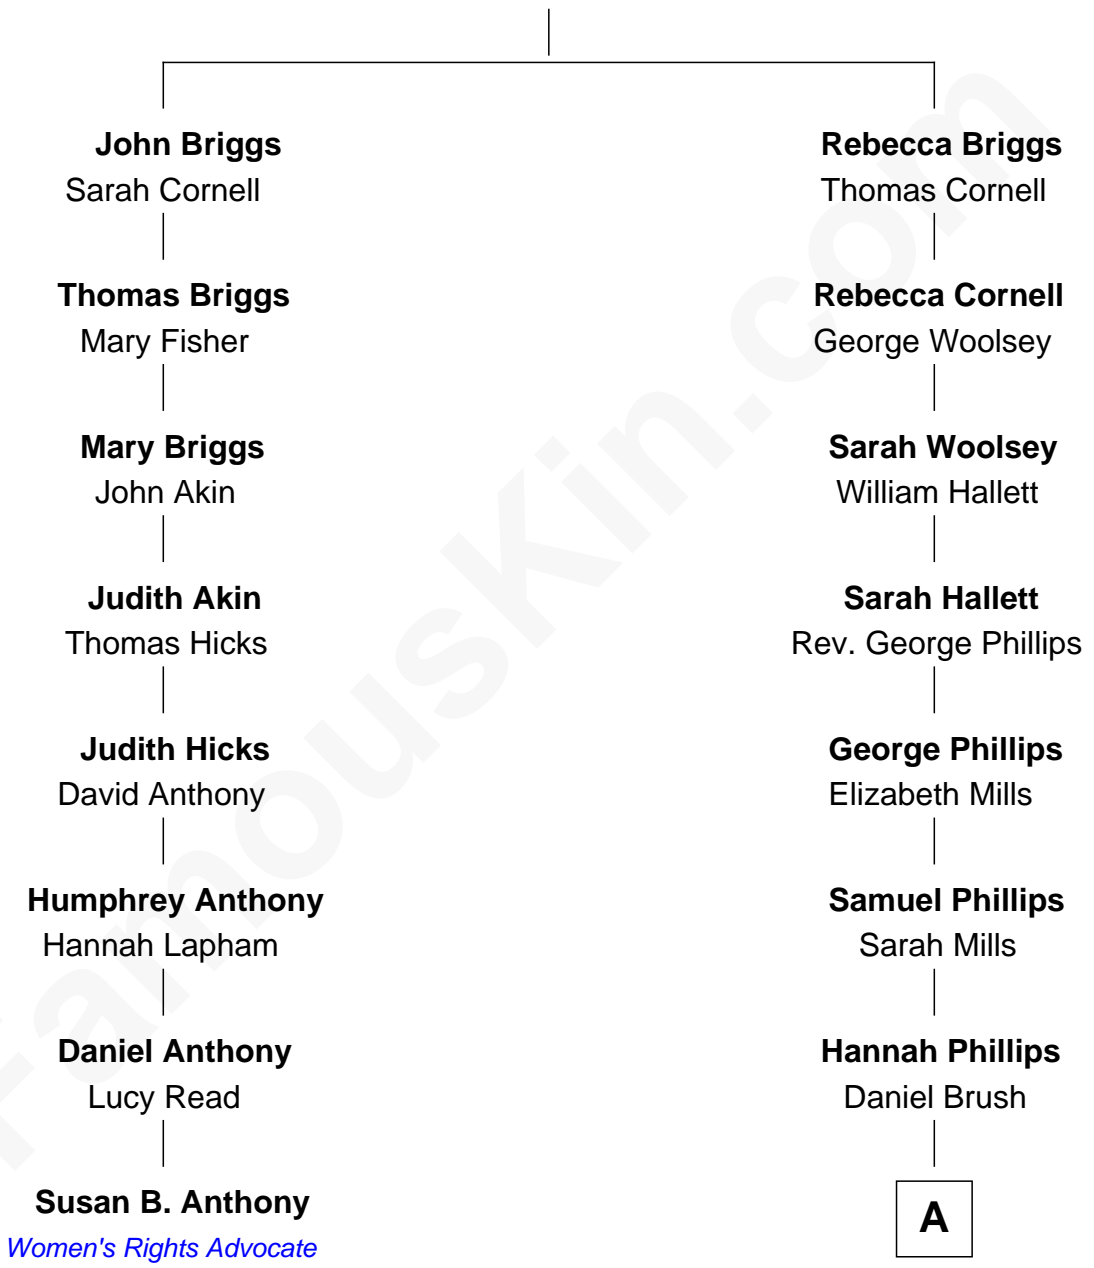 John Briggs
Sarah Cornell
Thomas Briggs
Mary Fisher
Mary Briggs
John Akin
Judith Akin
Thomas Hicks
Judith Hicks
David Anthony
Humphrey Anthony
Hannah Lapham
Daniel Anthony
Lucy Read
Susan B. Anthony
Women's Rights Advocate
Rebecca Briggs
Thomas Cornell
Rebecca Cornell
George Woolsey
Sarah Woolsey
William Hallett
Sarah Hallett
Rev. George Phillips
George Phillips
Elizabeth Mills
Samuel Phillips
Sarah Mills
Hannah Phillips
Daniel Brush
A
FamousKin.com